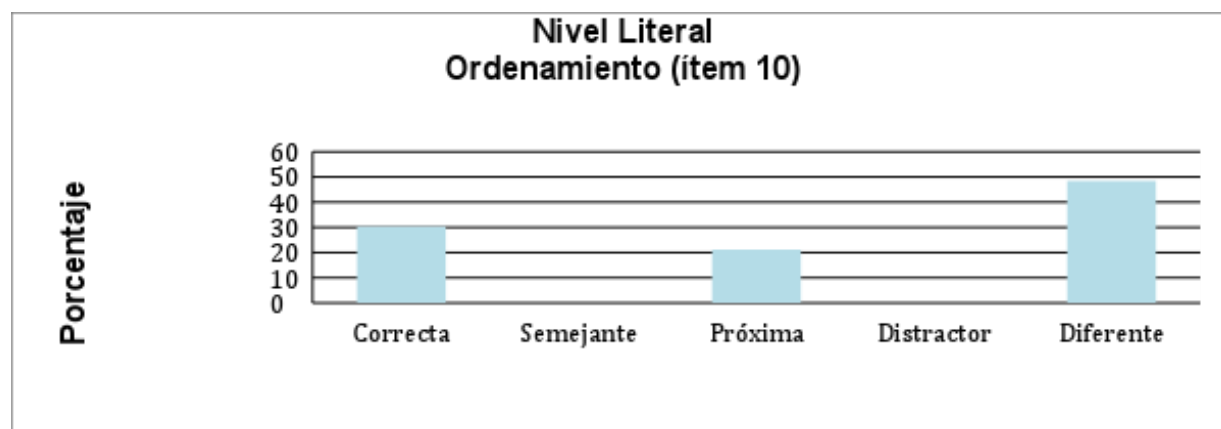 Nivel Literal
Ordenamiento (ítem 10)
Porcentaje
60
50
40
30
20
10
0
Correcta Semejante Próxima Distractor Diferente